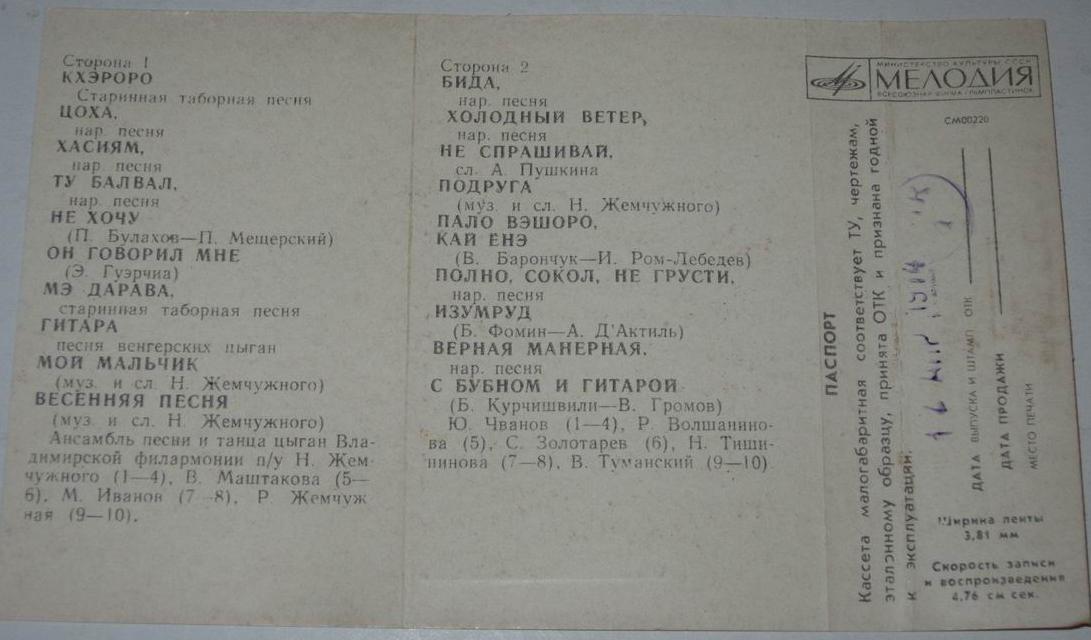 Сторона 1
КХЭРОРО
Старинная таборная песня
ЦОХА,
нар. песня
ХАСИЯМ,
нар. песня
ТУ БАЛВАЛ,
нар. песня
НЕ ХОЧУ
(П. Булахов—П. Мещерский)
ОН ГОВОРИЛ МНЕ
(Э. Гуэрчиа)
МЭ ДАРАВА,
старинная таборная песня
ГИТАРА
песня венгерских цыган
МОЙ МАЛЬЧИК
(муз. и сл. Н. Жемчужного)
ВЕСЕННЯЯ ПЕСНЯ
(муз. и сл. Н. Жемчужного)
Ансамбль песни и танца цыган Вла-
димирской филармонии п/у Н. Жем-
чужного (1—4), В. Маштакова (5—
6), М. Иванов (7—8), Р. Жемчуж
ная (9—10).
Сторона 2
БИДА,
нар. песня
ХОЛОДНЫЙ ВЕТЕР,
нар. песня
НЕ СПРАШИВАЙ,
сл. А. Пушкина
ПОДРУГА
(муз. и сл. Н. Жемчужного)
ПАЛО ВЭШОРО,
КАЙ ЕНЭ
(В. Барончук—И. Ром-Лебедев)
ПОЛНО, СОКОЛ, НЕ ГРУСТИ,
нар. песня
ИЗУМРУД
(Б. Фомин—А. Д'Актиль)
ВЕРНАЯ МАНЕРНАЯ,
нар. песня
С БУБНОМ И ГИТАРОЙ
(Б. Курчишвили—В. Громов)
Ю. Чванов (1—4), Р. Волшанино-
ва (5), С. Золотарев (6), Н. Тиши-
нинова (7—8), В. Туманский (9—10)
МИНИСТЕРСТВО КУЛЬТУРЫ СССР
МЕЛОДИЯ
ВСЕСОЮЗНАЯ ФИРМА ГРАМПЛАСТИНОК
СМ00220
ПАСПОРТ
Кассета малогабаритная соответствует ТУ, чертежам,
эталонному образцу, принята ОТК и признана годной
к эксплуатации.
ДАТА ВЫПУСКА И ШТАМП ОТК
ДАТА ПРОДАЖИ
МЕСТО ПЕЧАТИ
Ширина ленты
3,81 мм
Скорость записи
и воспроизведения
4,76 см сек.